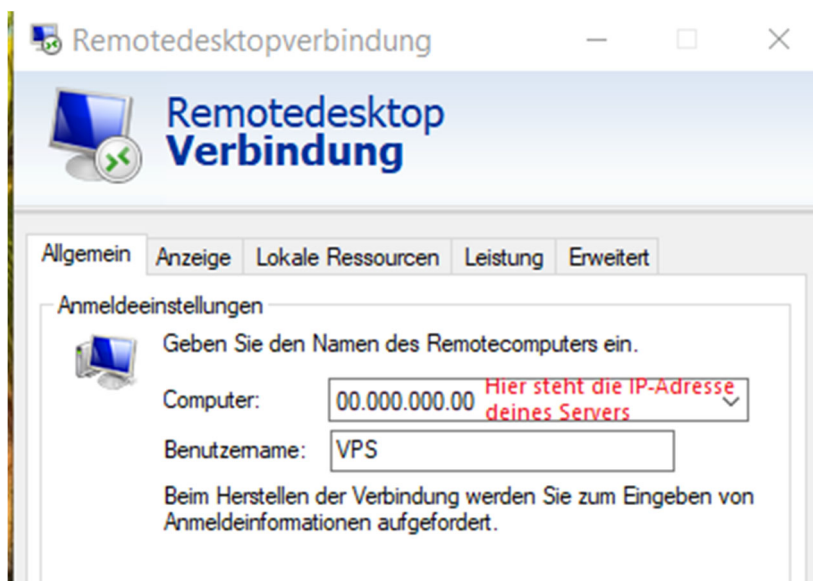 Remotedesktopverbindung
Remotedesktop
Verbindung
Allgemein Anzeige Lokale Ressourcen Leistung Erweitert
Anmeldeeinstellungen
Geben Sie den Namen des Remotecomputers ein.
Computer: 00.000.000.00 Hier steht die IP-Adresse
deines Servers
Benutzername: VPS
Beim Herstellen der Verbindung werden Sie zum Eingeben von
Anmeldeinformationen aufgefordert.